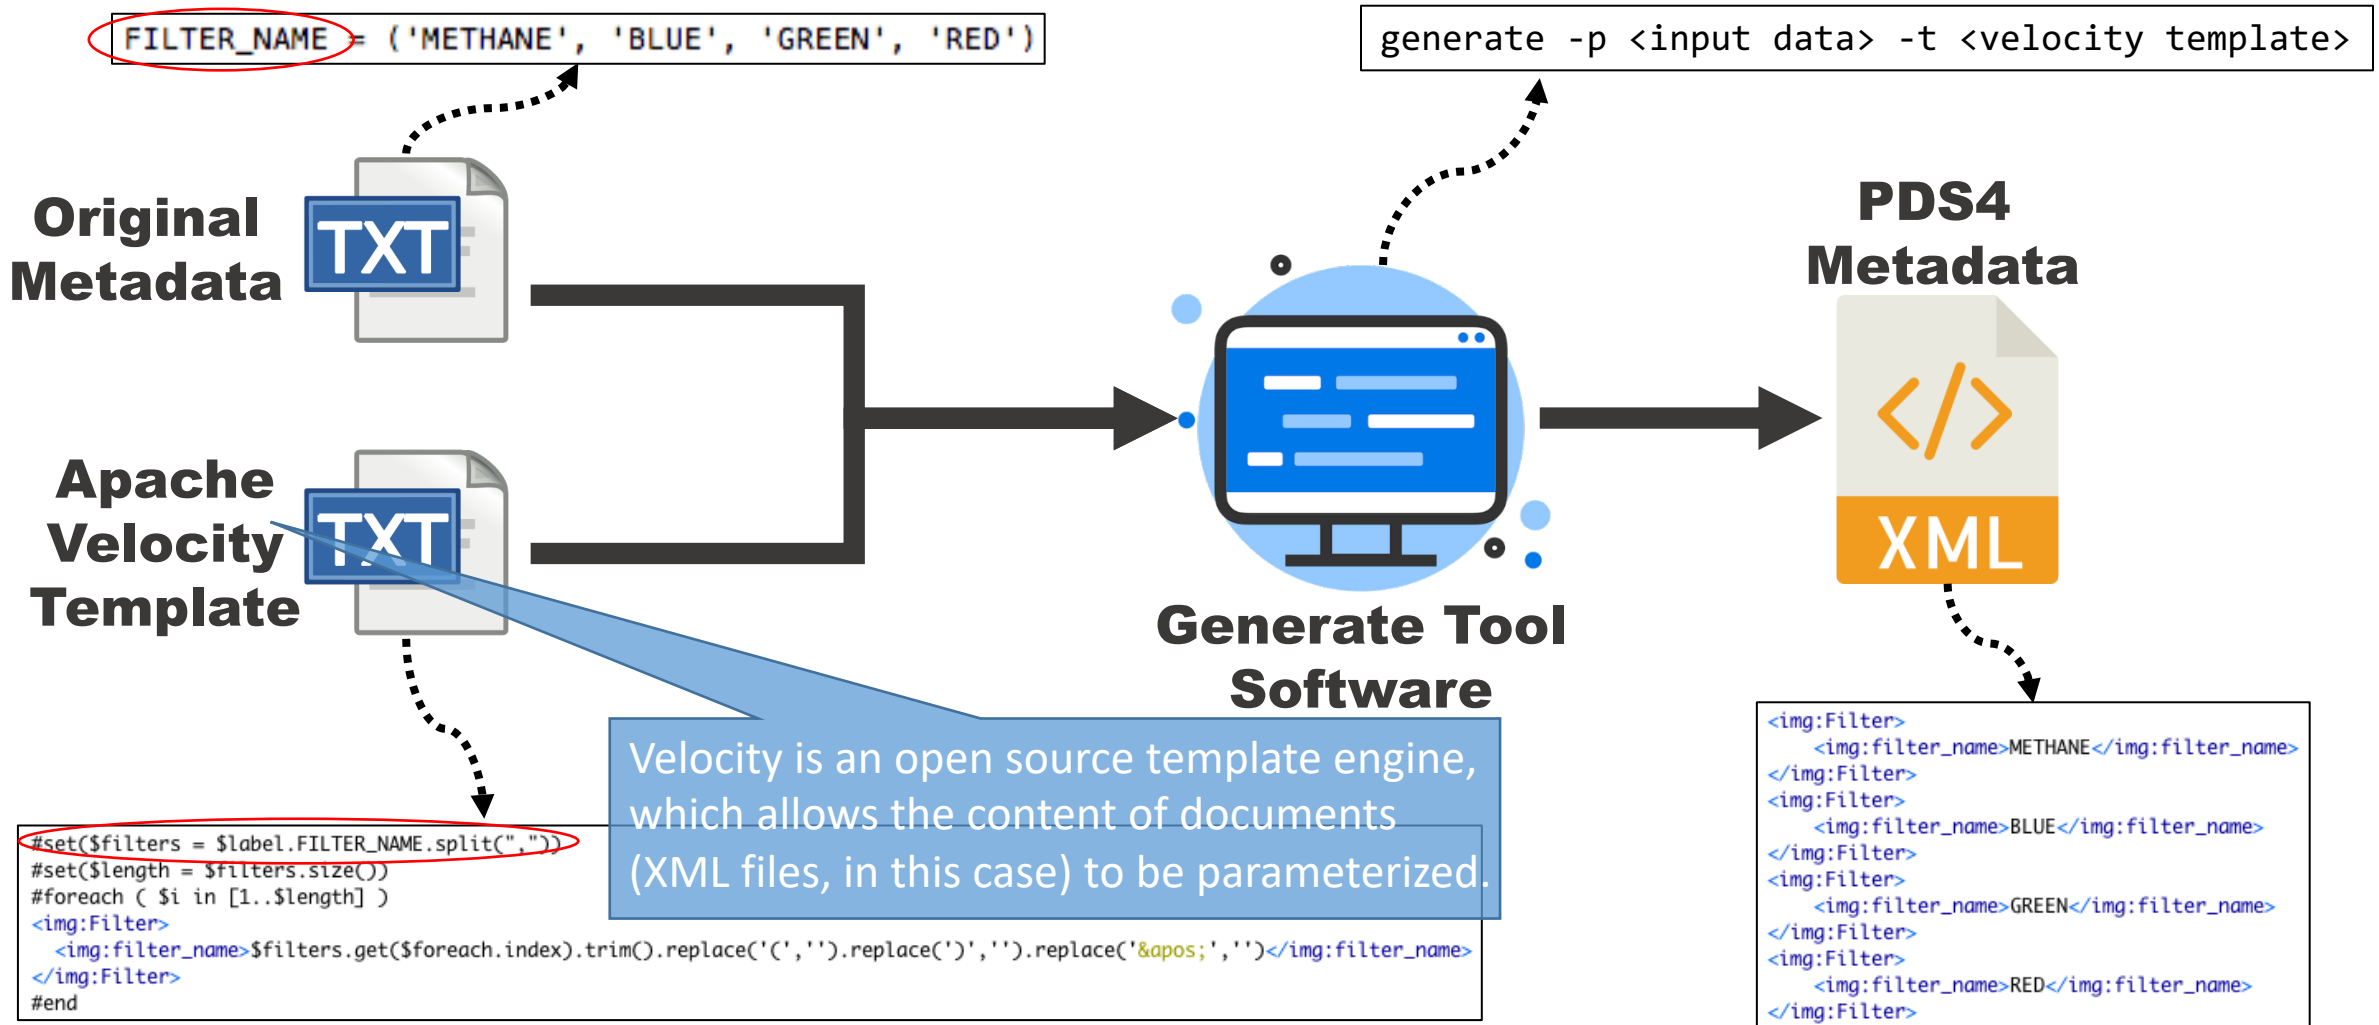 FILTER_NAME = ('METHANE', 'BLUE', 'GREEN', 'RED')
generate -p <input data> -t <velocity template>
Original
Metadata
TXT
PDS4
Metadata
Apache
Velocity
Template
TXT
XML
Generate Tool
Software
Velocity is an open source template engine,
which allows the content of documents
(XML files, in this case) to be parameterized.
#set($filters = $label.FILTER_NAME.split(","))
#set($length = $filters.size())
#foreach ( $i in [1..$length] )
<img:Filter>
<img:filter_name>$filters.get($foreach.index).trim().replace('(','').replace(')','').replace('&apos;','')</img:filter_name>
</img:Filter>
#end
<img:Filter>
<img:filter_name>METHANE</img:filter_name>
</img:Filter>
<img:Filter>
<img:filter_name>BLUE</img:filter_name>
</img:Filter>
<img:Filter>
<img:filter_name>GREEN</img:filter_name>
</img:Filter>
<img:Filter>
<img:filter_name>RED</img:filter_name>
</img:Filter>